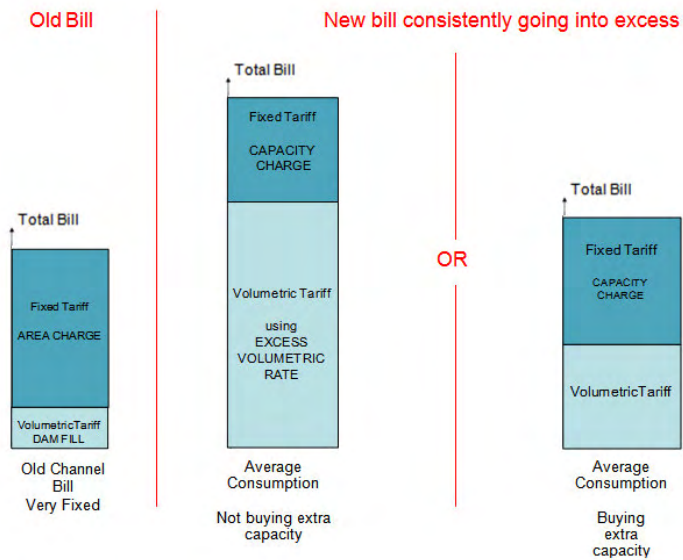 Old Bill
New bill consistently going into excess
Total Bill
Fixed Tariff
AREA CHARGE
VolumetricTariff
DAM FILL
Old Channel
Bill
Very Fixed
Total Bill
Fixed Tariff
CAPACITY
CHARGE
Volumetric Tariff
using
EXCESS
VOLUMETRIC
RATE
Average
Consumption
Not buying extra
capacity
OR
Total Bill
Fixed Tariff
CAPACITY
CHARGE
VolumetricTariff
Average
Consumption
Buying
extra
capacity